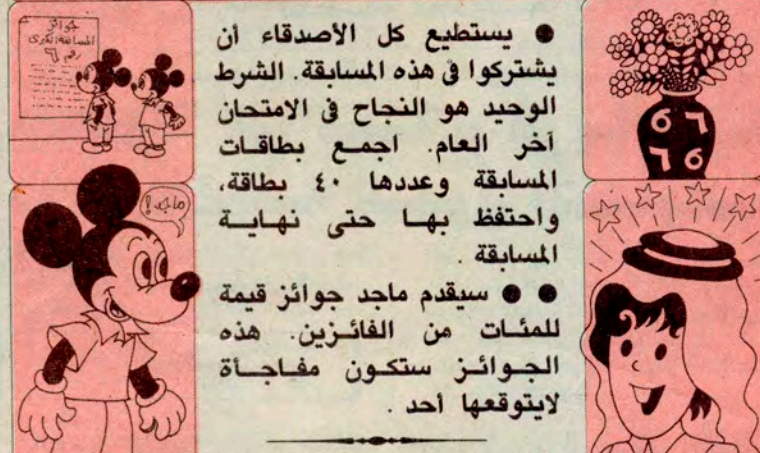 جوائز
المسابقة الكبرى
رقم ٦
● يستطيع كل الأصدقاء أن
يشتركوا في هذه المسابقة. الشرط
الوحيد هو النجاح في الامتحان
آخر العام. اجمع بطاقات
المسابقة وعددها ٤٠ بطاقة،
واحتفظ بها حتى نهاية
المسابقة .
● ● سيقدم ماجد جوائز قيمة
للمئات من الفائزين. هذه
الجوائز ستكون مفاجأة
لايتوقعها أحد .
ماجد!
6 ٦
٦ 6